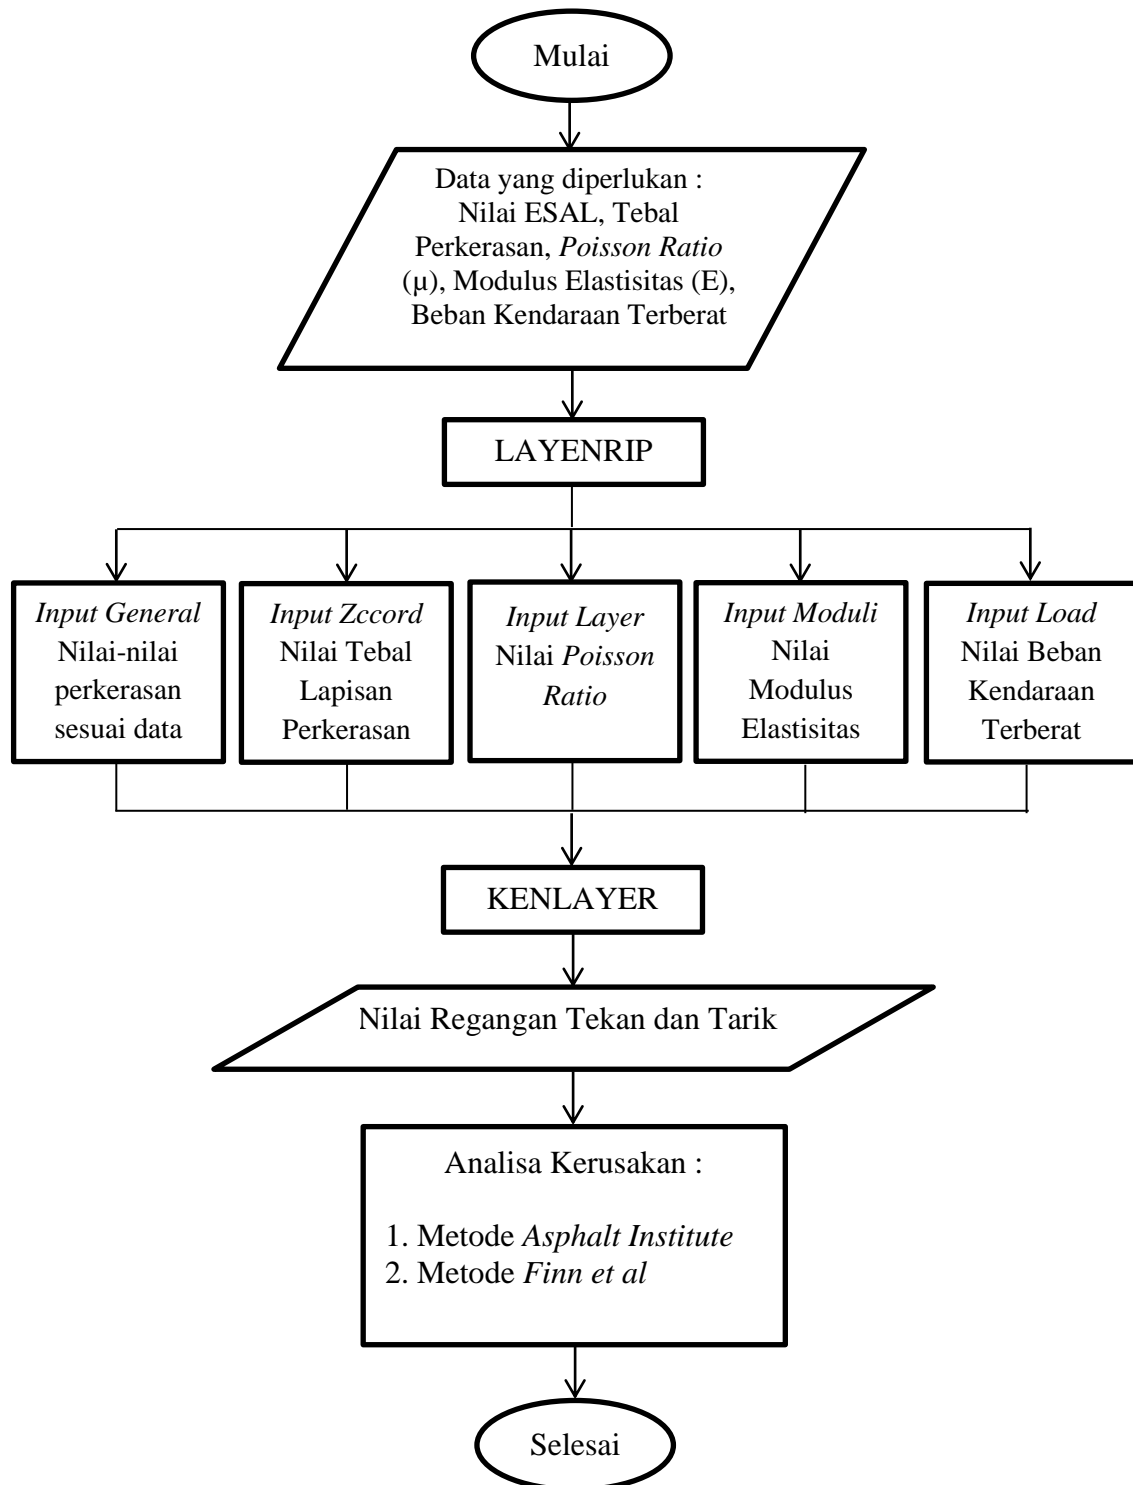 Mulai
Data yang diperlukan :
Nilai ESAL, Tebal
Perkerasan, Poisson Ratio
(µ), Modulus Elastisitas (E),
Beban Kendaraan Terberat
LAYENRIP
Input General
Nilai-nilai
perkerasan
sesuai data
Input Zccord
Nilai Tebal
Lapisan
Perkerasan
Input Layer
Nilai Poisson
Ratio
Input Moduli
Nilai
Modulus
Elastisitas
Input Load
Nilai Beban
Kendaraan
Terberat
KENLAYER
Nilai Regangan Tekan dan Tarik
Analisa Kerusakan :
1. Metode Asphalt Institute
2. Metode Finn et al
Selesai